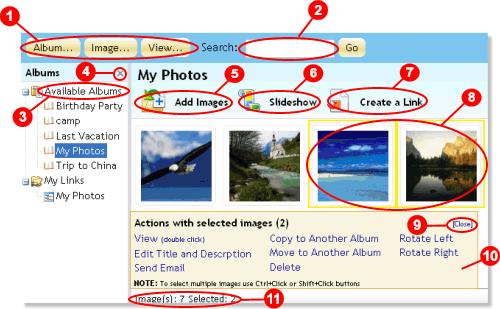 1
2
Album...
Image...
View...
Search:
Go
4
5
6
7
8
Albums
My Photos
Available Albums
3
Birthday Party
camp
Last Vacation
My Photos
Trip to China
My Links
My Photos
Add Images
Slideshow
Create a Link
Actions with selected images (2)
9
[Close]
View (double click)
Copy to Another Album
Rotate Left
Edit Title and Descrption
Move to Another Album
Rotate Right
10
Send Email
Delete
NOTE: To select multiple images use Ctrl+Click or Shift+Click buttons
Image(s): 7 Selected: 2
11